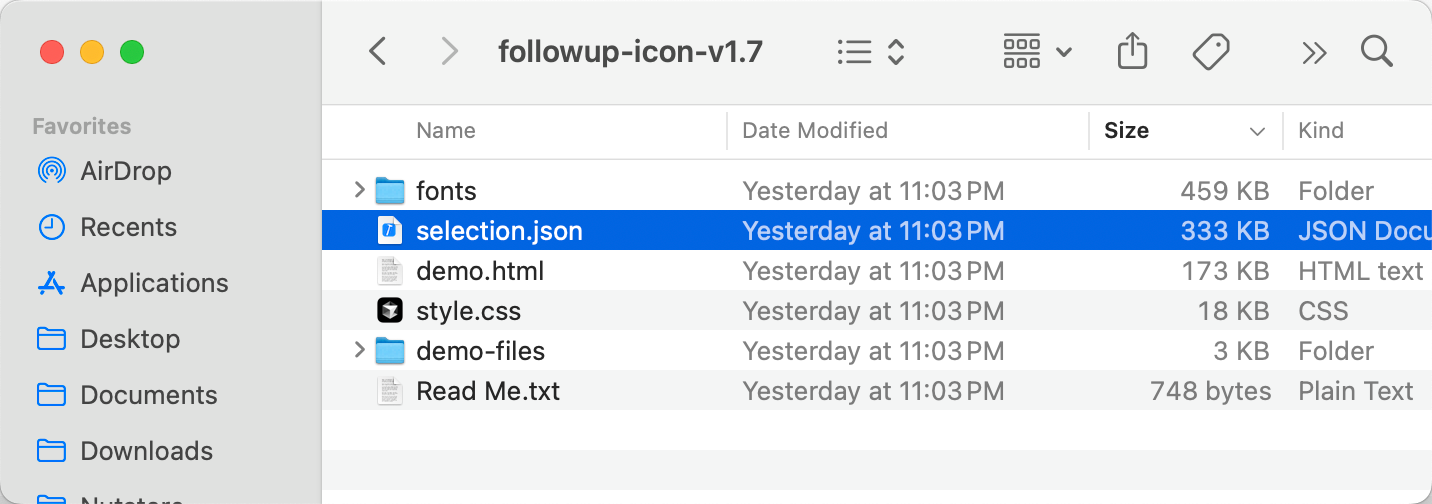 followup-icon-v1.7
Favorites
AirDrop
Recents
Applications
Desktop
Documents
Downloads
Name Date Modified Size Kind
fonts Yesterday at 11:03 PM 459 KB Folder
selection.json Yesterday at 11:03 PM 333 KB JSON Docu
demo.html Yesterday at 11:03 PM 173 KB HTML text
style.css Yesterday at 11:03 PM 18 KB CSS
demo-files Yesterday at 11:03 PM 3 KB Folder
Read Me.txt Yesterday at 11:03 PM 748 bytes Plain Text